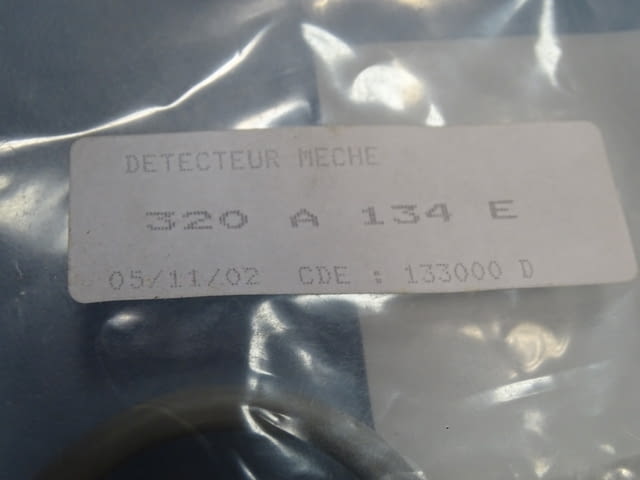 DETECTEUR MECHE
320 A 134 E
05/11/02 CDE : 133000 D